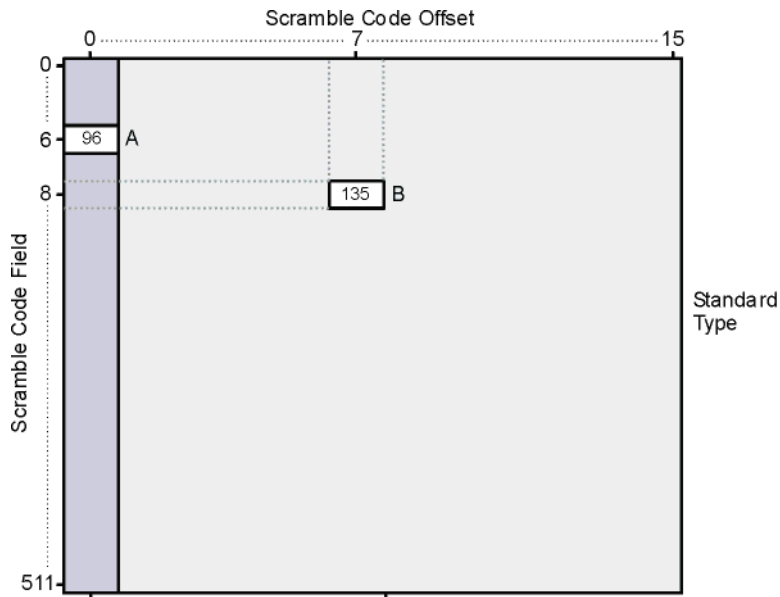 Scramble Code Offset
0
7
15
0
6
96
A
8
135
B
Scramble Code Field
Standard
Type
511